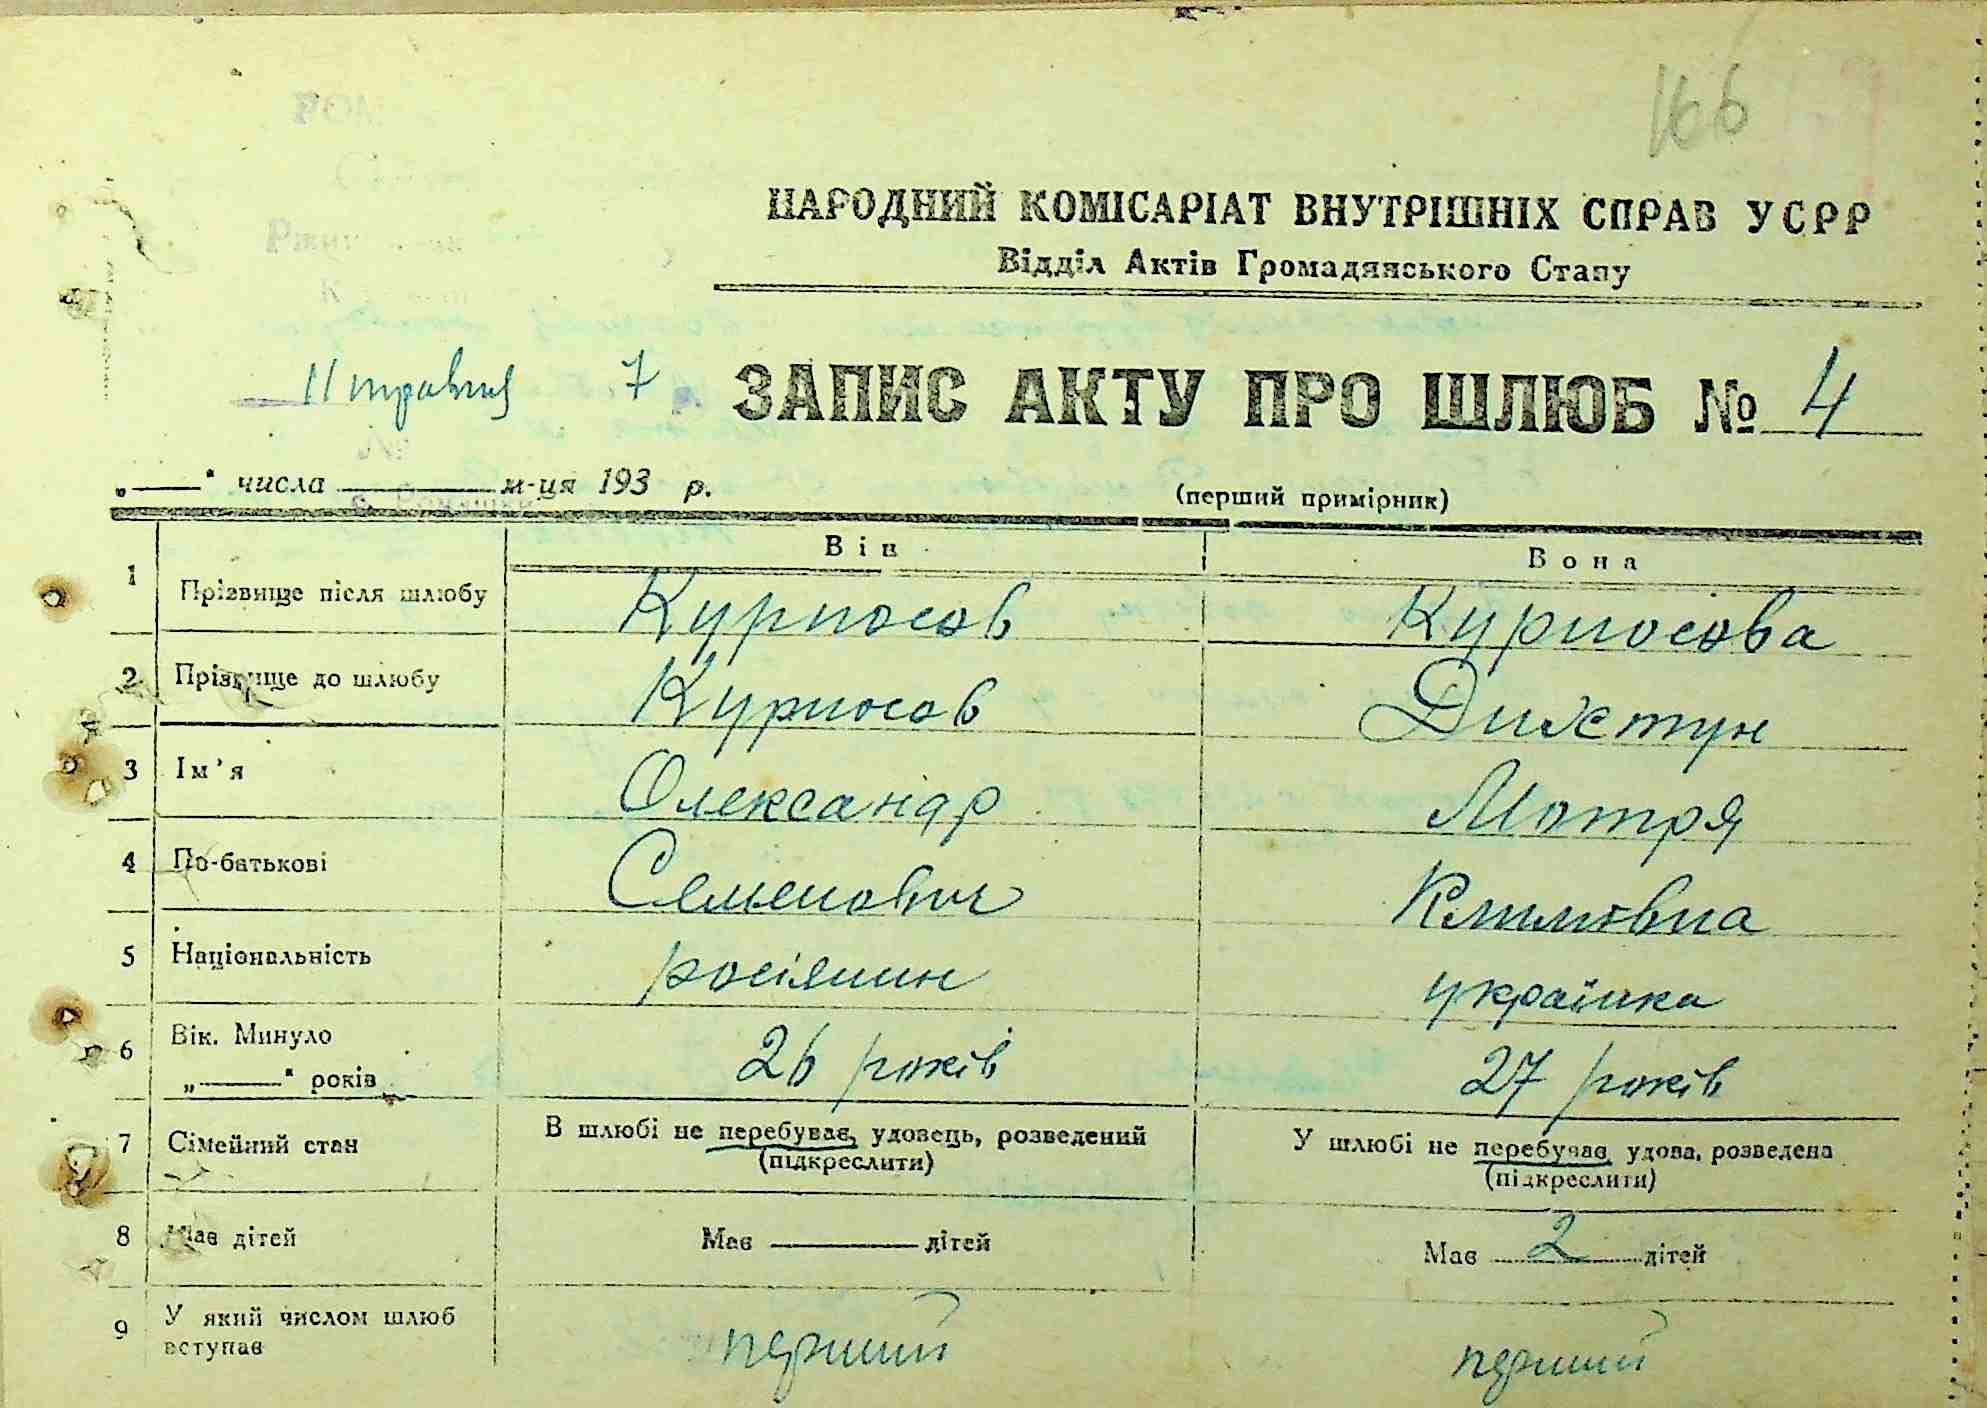 166
НАРОДНИЙ КОМІСАРІАТ ВНУТРІШНІХ СПРАВ УСРР
Відділ Актів Громадянського Стану
11 травня 7 р.
ЗАПИС АКТУ ПРО ШЛЮБ № 4
„——“ числа ———— м-ця 193 р.
(перший примірник)
Він Вона
1 Прізвище після шлюбу Курносов Курносова
2 Прізвище до шлюбу Курносов
3 Ім'я Олександр Мотря
4 По-батькові Семенович Климовна
5 Національність росіянин українка
6 Вік. Минуло „——“ років 26 років 27 років
7 Сімейний стан В шлюбі не перебував, удовець, розведений (підкреслити) У шлюбі не перебувае, удова, розведена (підкреслити)
8 Має дітей Має ———— дітей Має 2 дітей
9 У який числом шлюб вступає перший перший